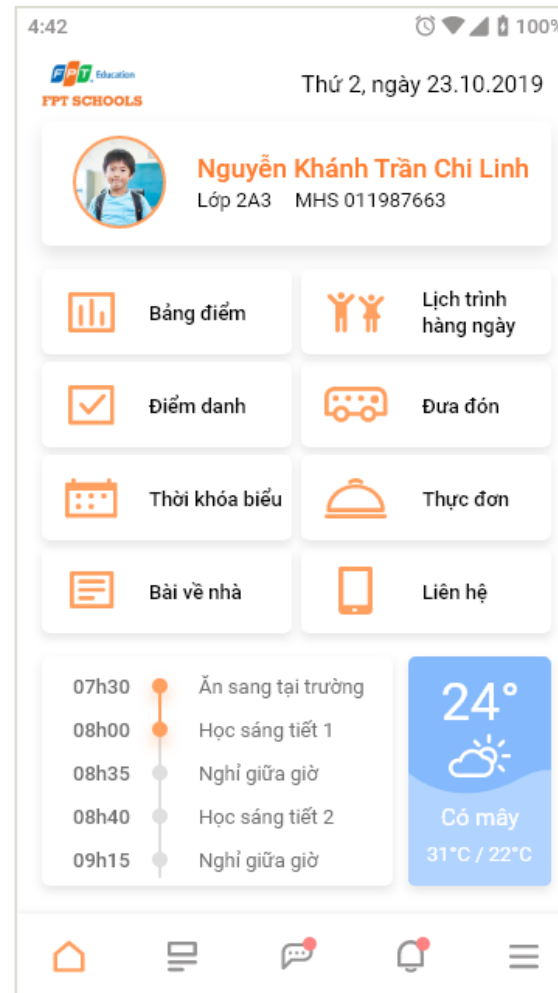 4:42 100%
FPT Education
FPT SCHOOLS
Thứ 2, ngày 23.10.2019
Nguyễn Khánh Trần Chi Linh
Lớp 2A3 MHS 011987663
Bảng điểm
Lịch trình
hàng ngày
Điểm danh
Đưa đón
Thời khóa biểu
Thực đơn
Bài về nhà
Liên hệ
07h30 Ăn sang tại trường
08h00 Học sáng tiết 1
08h35 Nghỉ giữa giờ
08h40 Học sáng tiết 2
09h15 Nghỉ giữa giờ
24°
Có mây
31°C / 22°C